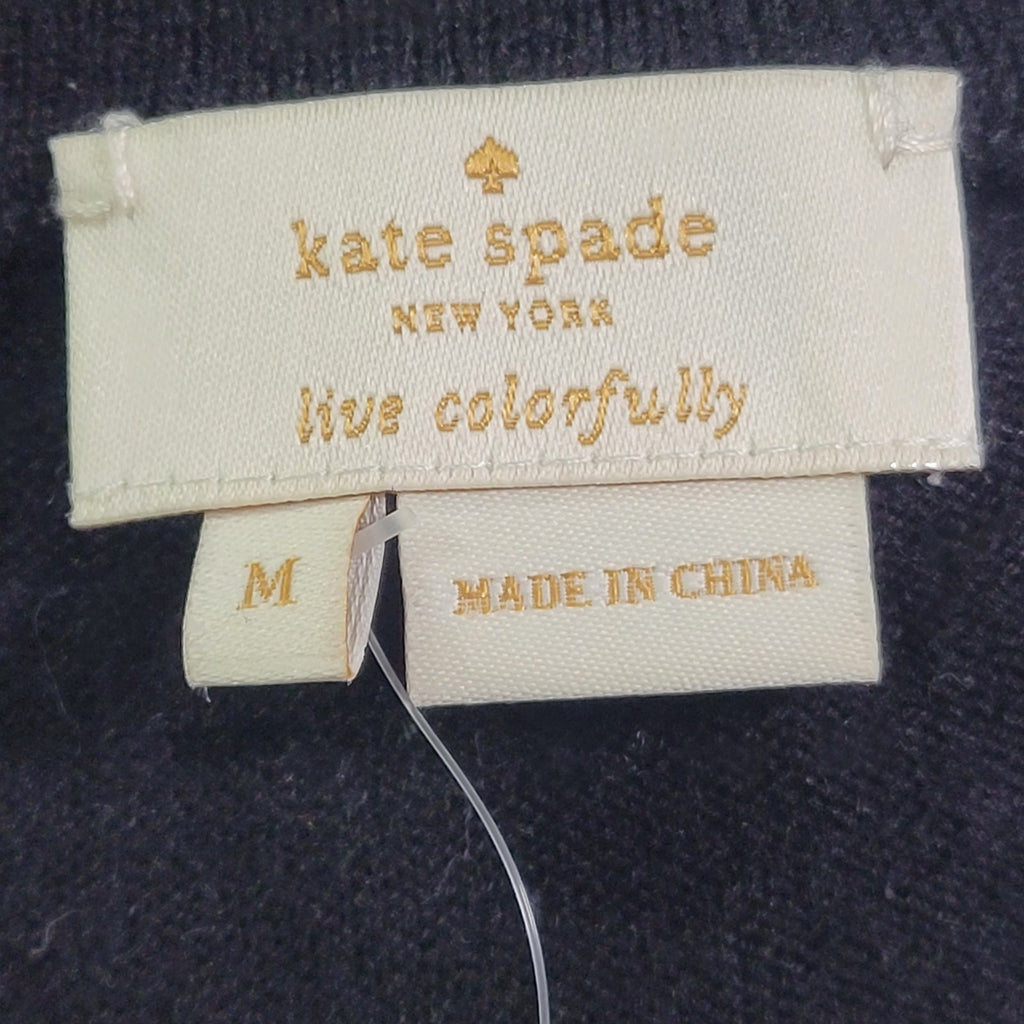 kate spade
NEW YORK
live colorfully
M
MADE IN CHINA